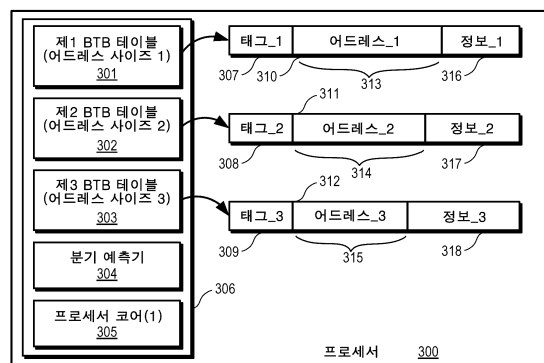 제1 BTB 테이블
(어드레스 사이즈 1)
301
제2 BTB 테이블
(어드레스 사이즈 2)
302
제3 BTB 테이블
(어드레스 사이즈 3)
303
분기 예측기
304
프로세서 코어(1)
305
306
태그_1 어드레스_1 정보_1
307 310 313 316
311
태그_2 어드레스_2 정보_2
308 314 317
312
태그_3 어드레스_3 정보_3
309 315 318
프로세서 300